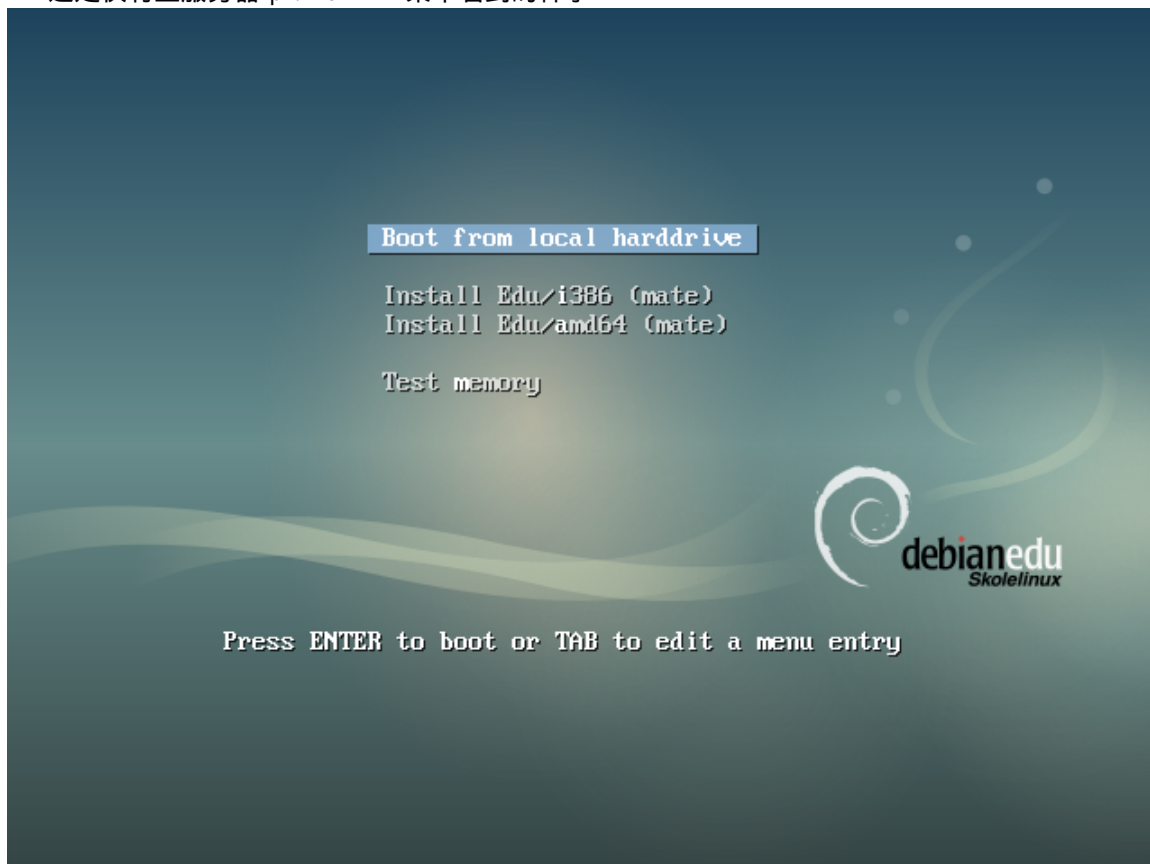 Boot from local harddrive
Install Edu/i386 (mate)
Install Edu/amd64 (mate)
Test memory
debianedu
Skolelinux
Press ENTER to boot or TAB to edit a menu entry